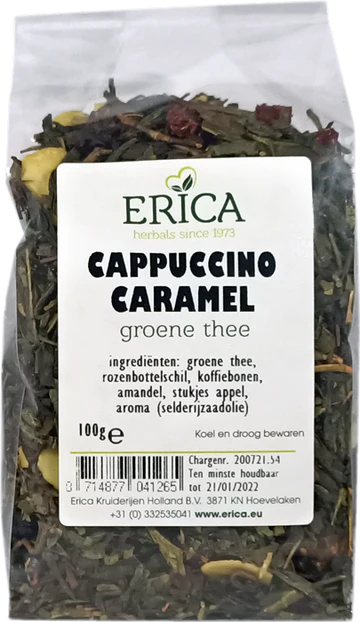 ERICA
herbals since 1973
CAPPUCCINO
CARAMEL
groene thee
ingrediënten: groene thee,
rozenbottelschil, koffiebonen,
amandel, stukjes appel,
aroma (selderijzaadolie)
100g e
Koel en droog bewaren
Chargenr. 200721.54
Ten minste houdbaar
tot 21/01/2022
8 714877 041265
Erica Kruiderijen Holland B.V. 3871 KN Hoevelaken
+31 (0) 332535041 www.erica.eu